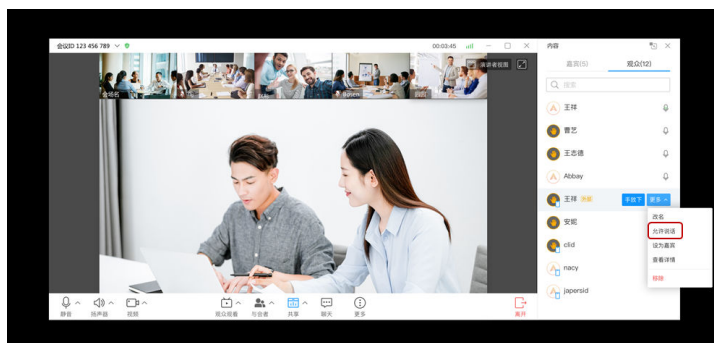 会议ID 123 456 789
00:03:45
演讲者视图
会场名
Bosen
静音
扬声器
视频
观众观看
与会者
共享
聊天
更多
离开
内容
嘉宾(5)
观众(12)
搜索
王祥
曹艺
王志德
Abbay
王祥
手放下
更多
安妮
clid
nacy
japersid
改名
允许说话
设为嘉宾
查看详情
移除